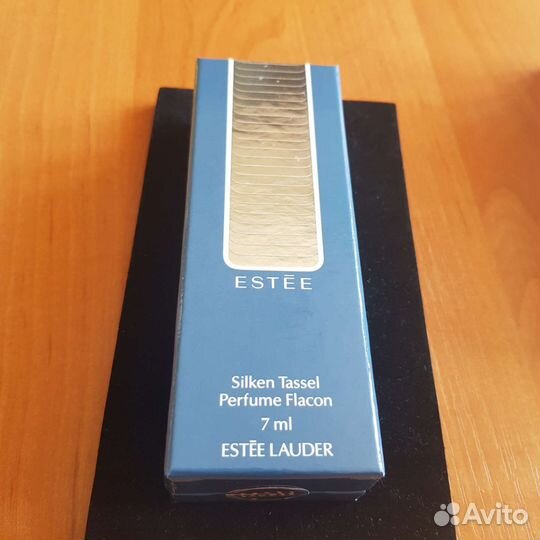 ESTĒE
Silken Tassel
Perfume Flacon
7 ml
ESTĒE LAUDER
Avito